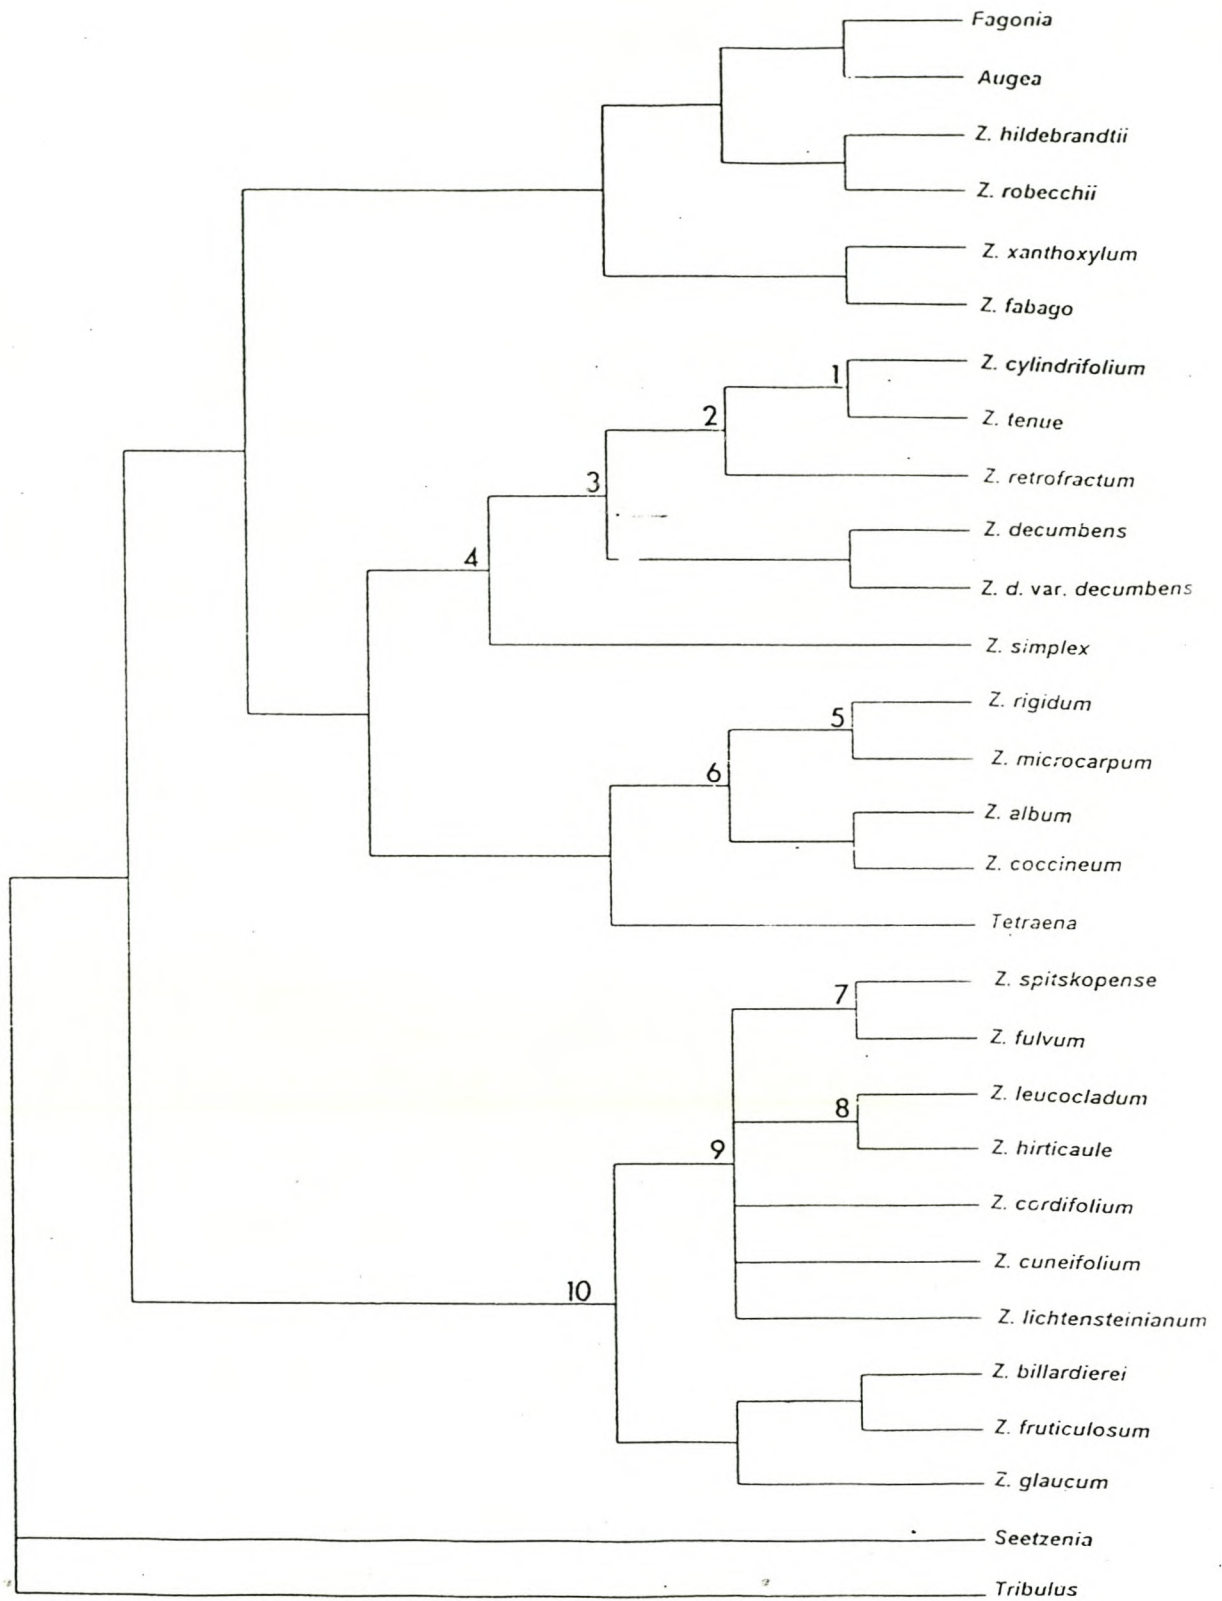 Fagonia
Augea
Z. hildebrandtii
Z. robecchii
Z. xanthoxylum
Z. fabago
1 Z. cylindrifolium
2 Z. tenue
3 Z. retrofractum
4 Z. decumbens
Z. d. var. decumbens
Z. simplex
5 Z. rigidum
6 Z. microcarpum
Z. album
Z. coccineum
Tetraena
7 Z. spitskopense
Z. fulvum
8 Z. leucocladum
9 Z. hirticaule
Z. cordifolium
Z. cuneifolium
10 Z. lichtensteinianum
Z. billardierei
Z. fruticulosum
Z. glaucum
Seetzenia
Tribulus